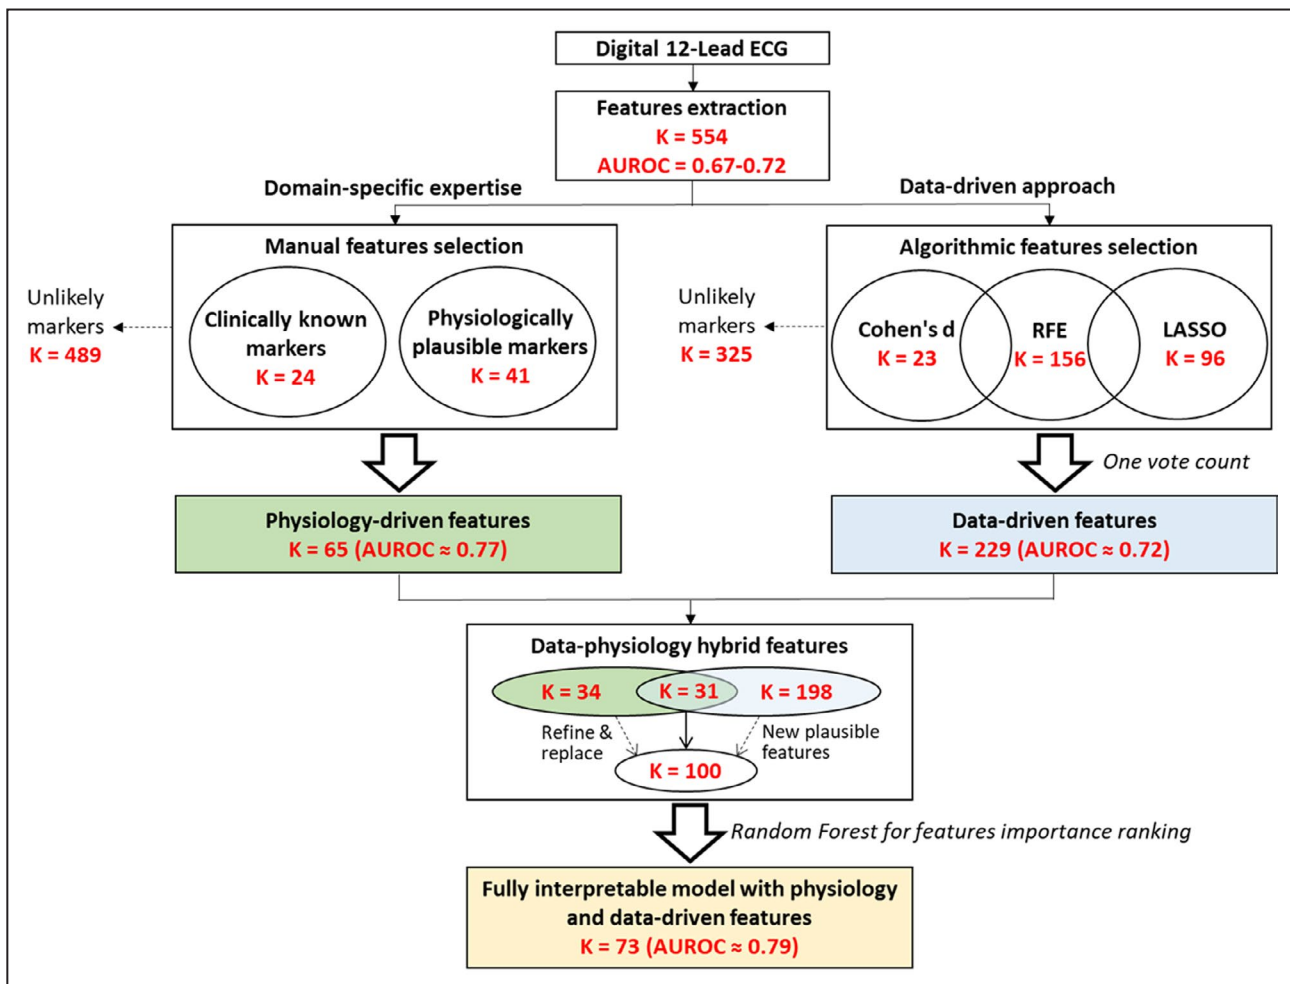 Digital 12-Lead ECG
Features extraction
K = 554
AUROC = 0.67-0.72
Domain-specific expertise
Data-driven approach
Manual features selection
Clinically known
markers
K = 24
Physiologically
plausible markers
K = 41
Unlikely
markers
K = 489
Algorithmic features selection
Cohen's d
K = 23
RFE
K = 156
LASSO
K = 96
Unlikely
markers
K = 325
One vote count
Physiology-driven features
K = 65 (AUROC ≈ 0.77)
Data-driven features
K = 229 (AUROC ≈ 0.72)
Data-physiology hybrid features
K = 34
K = 31
K = 198
Refine &
replace
New plausible
features
K = 100
Random Forest for features importance ranking
Fully interpretable model with physiology
and data-driven features
K = 73 (AUROC ≈ 0.79)